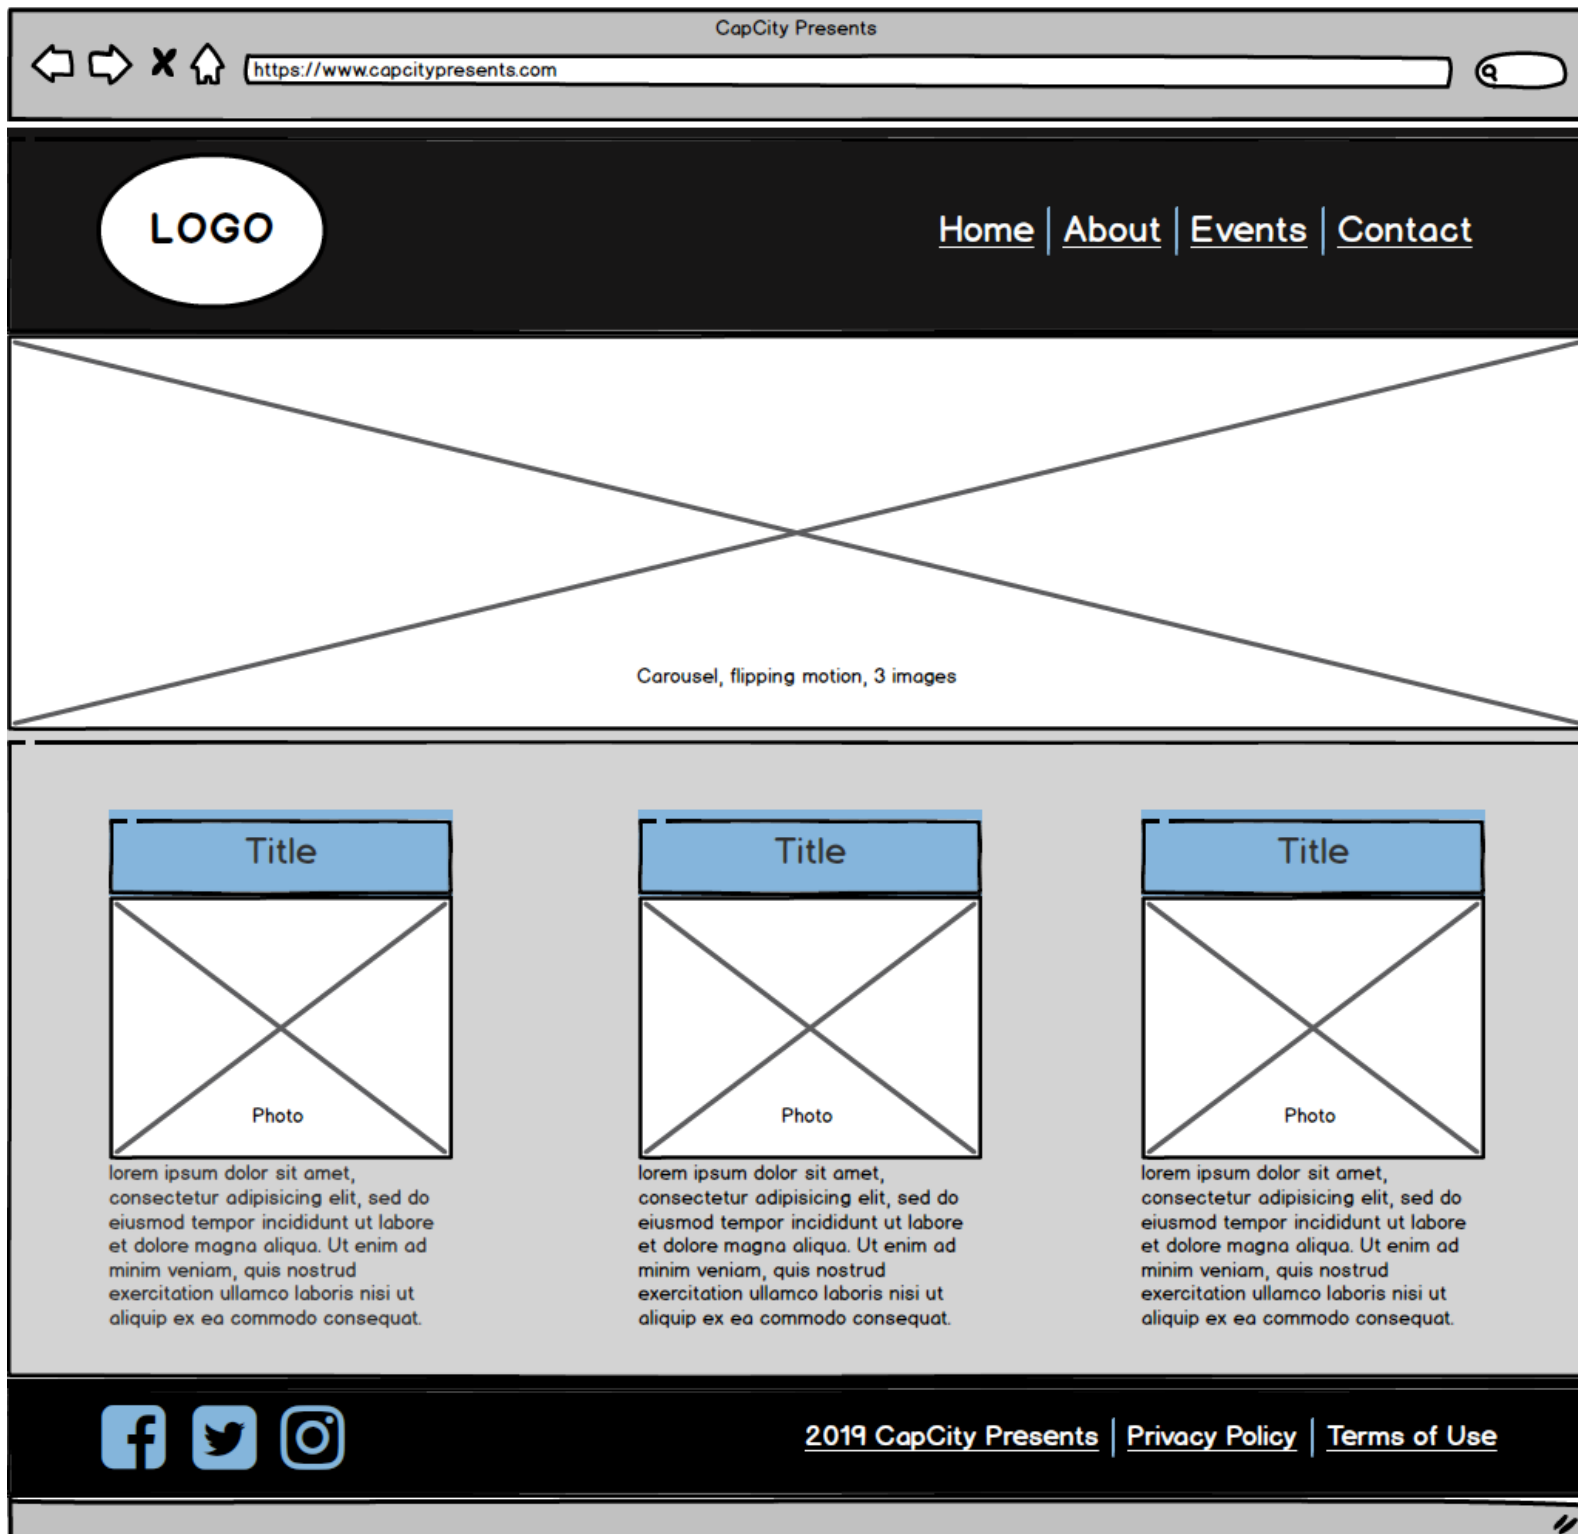 CapCity Presents
https://www.capcitypresents.com
LOGO
Home About Events Contact
Carousel, flipping motion, 3 images
Title
Photo
lorem ipsum dolor sit amet,
consectetur adipisicing elit, sed do
eiusmod tempor incididunt ut labore
et dolore magna aliqua. Ut enim ad
minim veniam, quis nostrud
exercitation ullamco laboris nisi ut
aliquip ex ea commodo consequat.
Title
Photo
lorem ipsum dolor sit amet,
consectetur adipisicing elit, sed do
eiusmod tempor incididunt ut labore
et dolore magna aliqua. Ut enim ad
minim veniam, quis nostrud
exercitation ullamco laboris nisi ut
aliquip ex ea commodo consequat.
Title
Photo
lorem ipsum dolor sit amet,
consectetur adipisicing elit, sed do
eiusmod tempor incididunt ut labore
et dolore magna aliqua. Ut enim ad
minim veniam, quis nostrud
exercitation ullamco laboris nisi ut
aliquip ex ea commodo consequat.
2019 CapCity Presents Privacy Policy Terms of Use